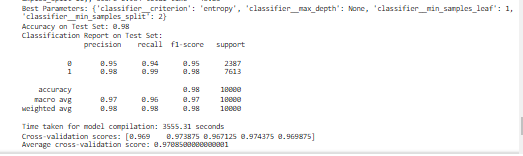 Best Parameters: {'classifier__criterion': 'entropy', 'classifier__max_depth': None, 'classifier__min_samples_leaf': 1,
'classifier__min_samples_split': 2}
Accuracy on Test Set: 0.98
Classification Report on Test Set:
precision recall f1-score support
0 0.95 0.94 0.95 2387
1 0.98 0.99 0.98 7613
accuracy 0.98 10000
macro avg 0.97 0.96 0.97 10000
weighted avg 0.98 0.98 0.98 10000
Time taken for model compilation: 3555.31 seconds
Cross-validation scores: [0.969 0.973875 0.967125 0.974375 0.969875]
Average cross-validation score: 0.9708500000000001